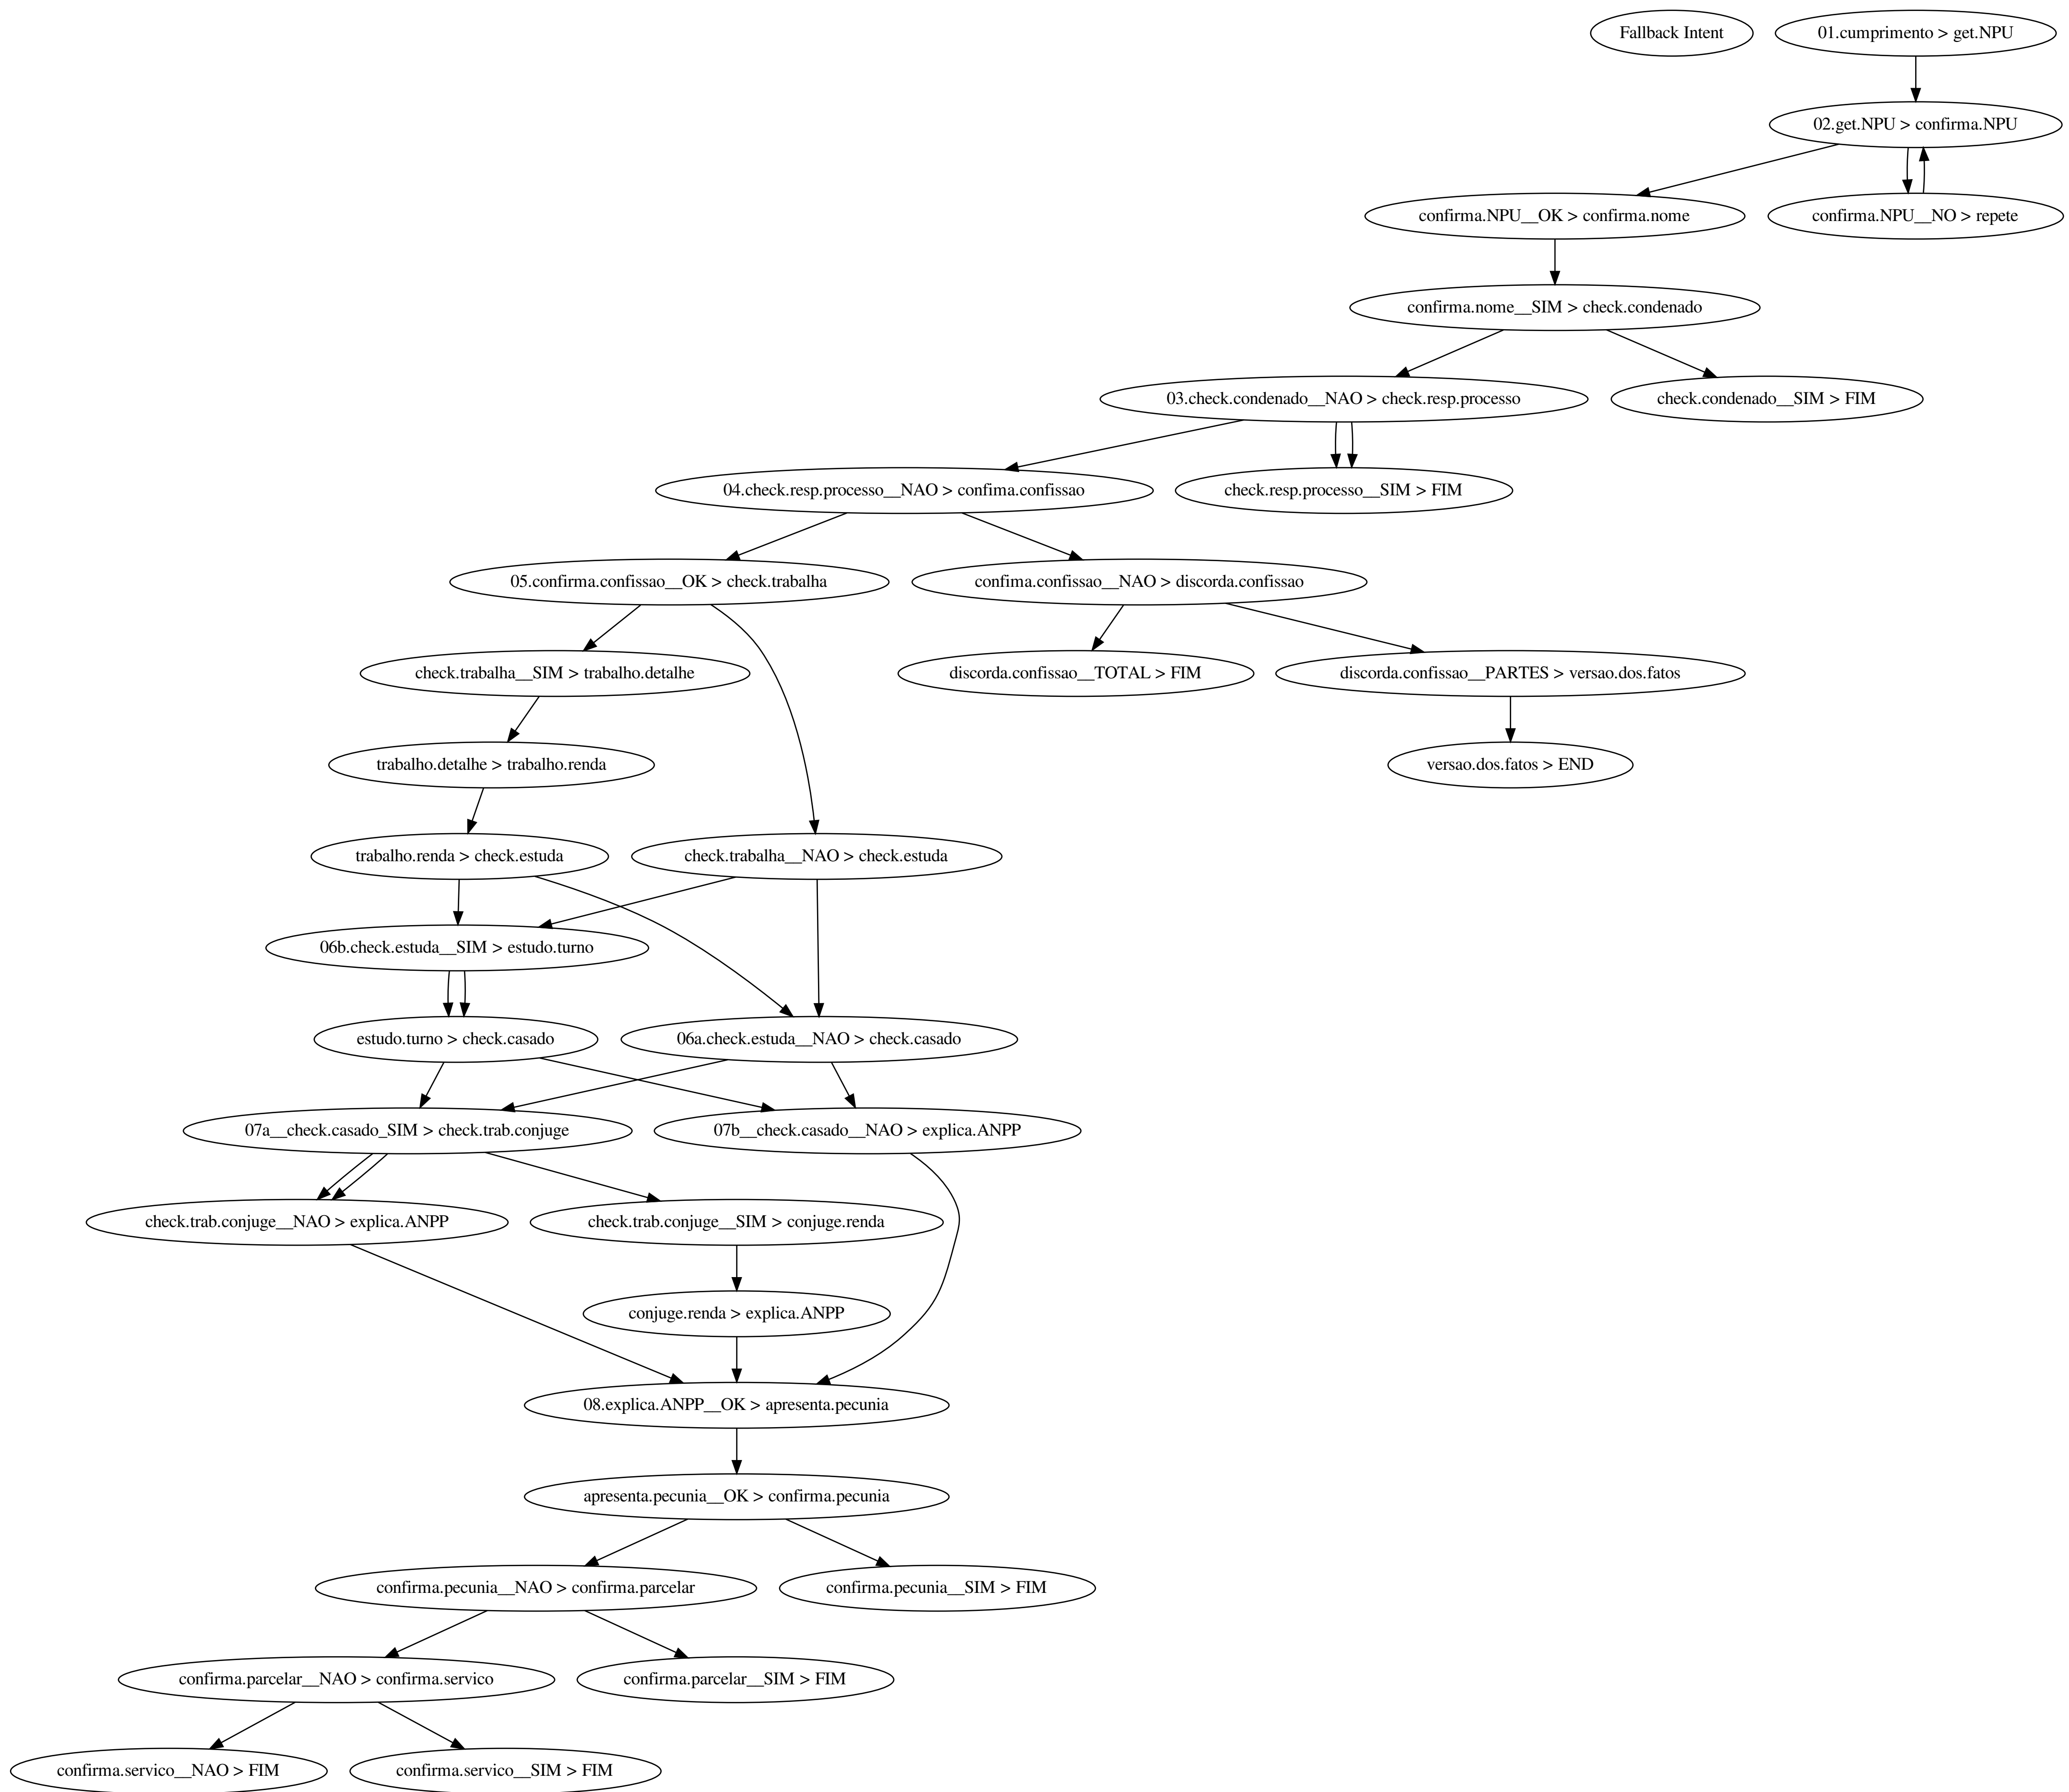 Fallback Intent
01.cumprimento > get.NPU
02.get.NPU > confirma.NPU
confirma.NPU__OK > confirma.nome
confirma.NPU__NO > repete
confirma.nome__SIM > check.condenado
03.check.condenado__NAO > check.resp.processo
check.condenado__SIM > FIM
04.check.resp.processo__NAO > confima.confissao
check.resp.processo__SIM > FIM
05.confirma.confissao__OK > check.trabalha
confima.confissao__NAO > discorda.confissao
check.trabalha__SIM > trabalho.detalhe
discorda.confissao__TOTAL > FIM
discorda.confissao__PARTES > versao.dos.fatos
trabalho.detalhe > trabalho.renda
versao.dos.fatos > END
trabalho.renda > check.estuda
check.trabalha__NAO > check.estuda
06b.check.estuda__SIM > estudo.turno
estudo.turno > check.casado
06a.check.estuda__NAO > check.casado
07a__check.casado_SIM > check.trab.conjuge
07b__check.casado__NAO > explica.ANPP
check.trab.conjuge__NAO > explica.ANPP
check.trab.conjuge__SIM > conjuge.renda
conjuge.renda > explica.ANPP
08.explica.ANPP__OK > apresenta.pecunia
apresenta.pecunia__OK > confirma.pecunia
confirma.pecunia__NAO > confirma.parcelar
confirma.pecunia__SIM > FIM
confirma.parcelar__NAO > confirma.servico
confirma.parcelar__SIM > FIM
confirma.servico__NAO > FIM
confirma.servico__SIM > FIM